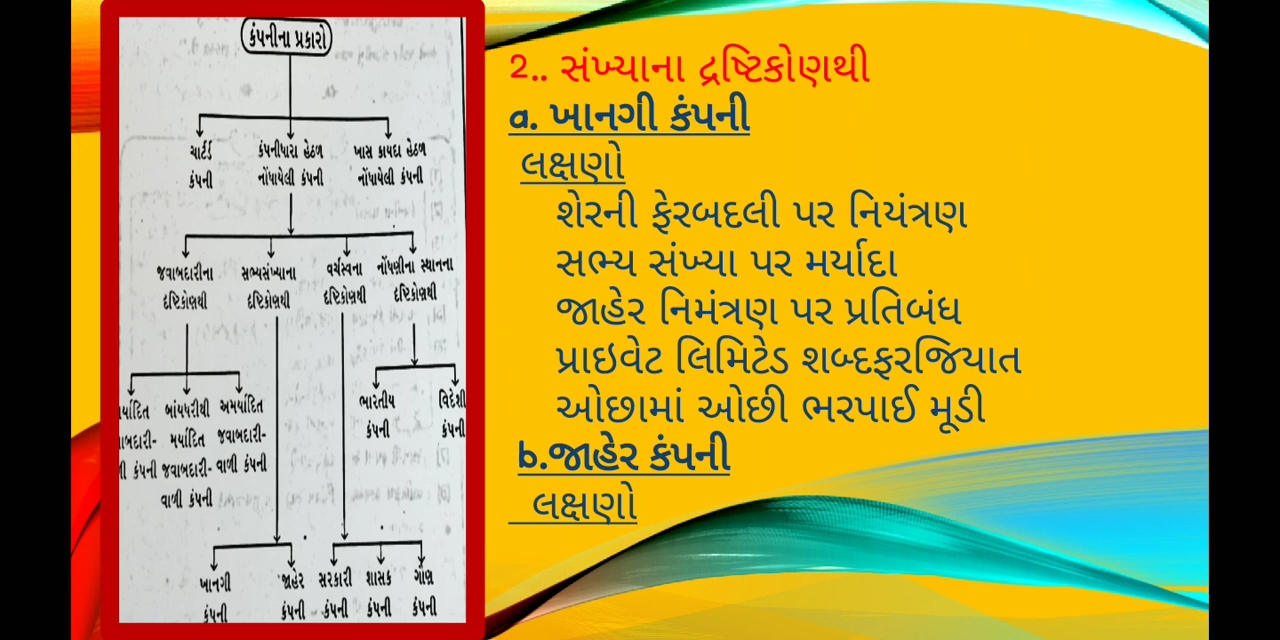 કંપનીના પ્રકારો
ચાર્ટર્ડ
કંપની
કંપનીધારા હેઠળ
નોંધાયેલી કંપની
ખાસ કાયદા હેઠળ
નોંધાયેલી કંપની
જવાબદારીના
દૃષ્ટિકોણથી
સભ્યસંખ્યાના
દૃષ્ટિકોણથી
વર્ચસ્વના
દૃષ્ટિકોણથી
નોંધણીના સ્થાનના
દૃષ્ટિકોણથી
ર્યાદિત
બાબદારી-
ળી કંપની
બાંયધરીથી
મર્યાદિત
જવાબદારી-
વાળી કંપની
અમર્યાદિત
જવાબદારી-
વાળી કંપની
ભારતીય
કંપની
વિદેશી
કંપની
ખાનગી
કંપની
જાહેર
કંપની
સરકારી
કંપની
શાસક
કંપની
ગૌણ
કંપની
2.. સંખ્યાના દ્રષ્ટિકોણથી
a. ખાનગી કંપની
લક્ષણો
શેરની ફેરબદલી પર નિયંત્રણ
સભ્ય સંખ્યા પર મર્યાદા
જાહેર નિમંત્રણ પર પ્રતિબંધ
પ્રાઇવેટ લિમિટેડ શબ્દફરજિયાત
ઓછામાં ઓછી ભરપાઈ મૂડી
b.જાહેર કંપની
લક્ષણો